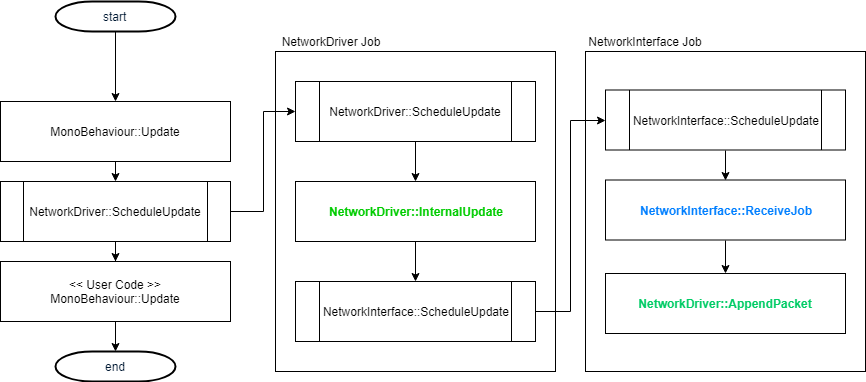 start
MonoBehaviour::Update
NetworkDriver::ScheduleUpdate
<< User Code >>
MonoBehaviour::Update
end
NetworkDriver Job
NetworkDriver::ScheduleUpdate
NetworkDriver::InternalUpdate
NetworkInterface::ScheduleUpdate
NetworkInterface Job
NetworkInterface::ScheduleUpdate
NetworkInterface::ReceiveJob
NetworkDriver::AppendPacket